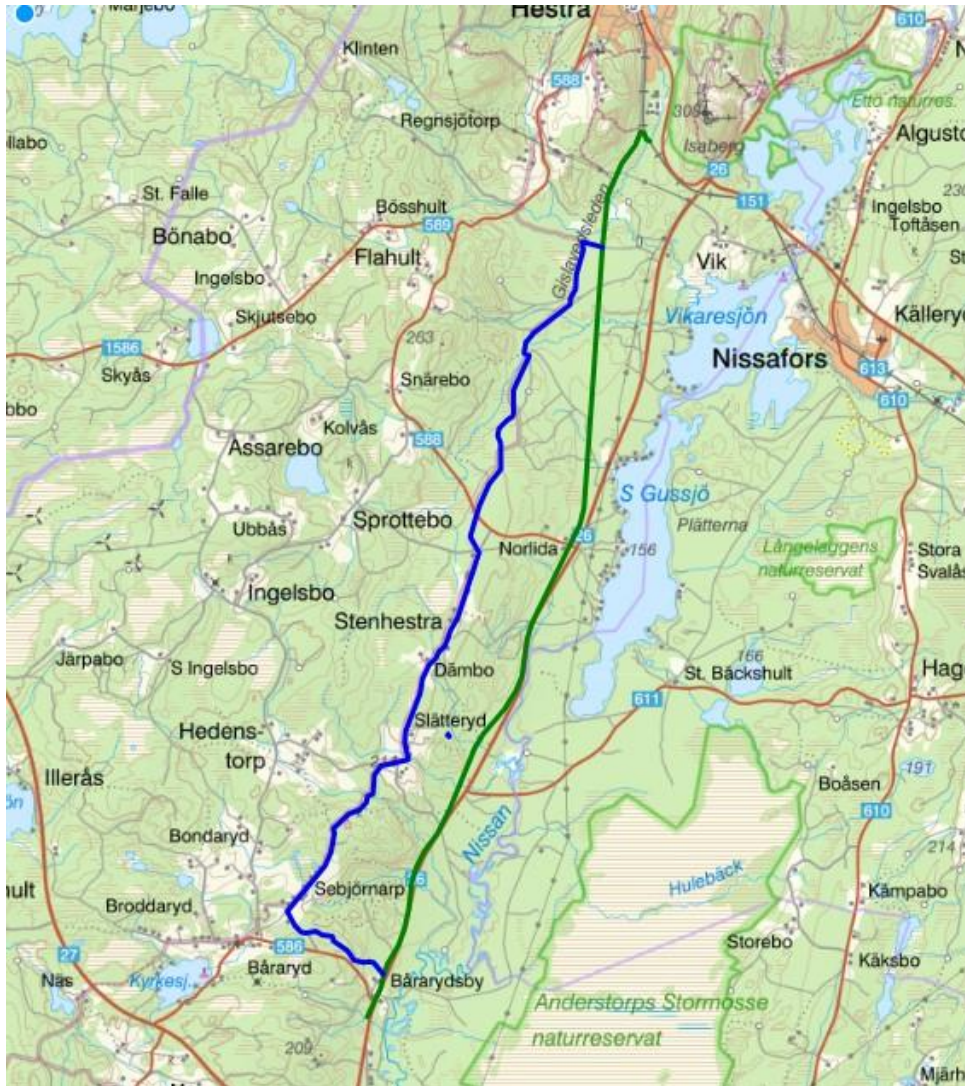 Hestra
610
Klinten
588
Regnsjötorp
309
Isaberg
Algusto
26
151
St. Falle
Bösshult
Gislavedsleden
230
Ingelsbo
Toftåsen
Bönabo
589
Flahult
Vik
St
Ingelsbo
Skjutsebo
Vikaresjön
Källeryd
1586
Skyås
263
Nissafors
613
Snärebo
610
bbo
Kolvås
Assarebo
588
S Gussjö
Sprottebo
Ubbås
Plätterna
Norlida
26
156
Långelaggens
naturreservat
Stora
Svalås
Ingelsbo
Stenhestra
Järpabo
S Ingelsbo
Dämbo
166
St. Bäckshult
Hag
611
Slätteryd
Hedens-
torp
Illerås
191
Boåsen
610
Bondaryd
Nissan
214
Sebjörnarp
Hulebäck
Kämpabo
hult
Broddaryd
586
Storebo
27
Båraryd
Käksbo
Näs
Kyrkesj.
Bårarydsby
Anderstorps Stormosse
naturreservat
209
Mjärh